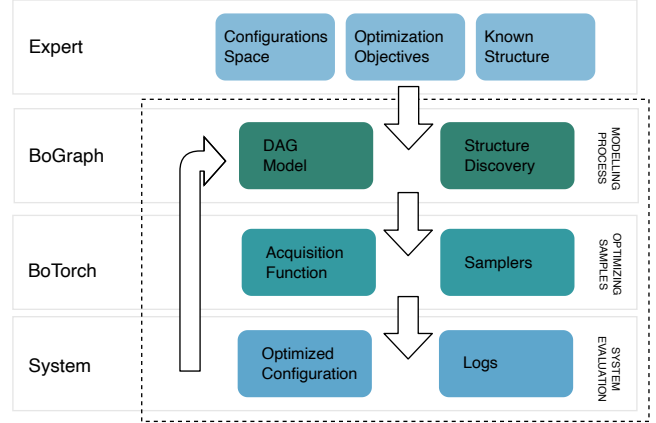 Expert
Configurations
Space
Optimization
Objectives
Known
Structure
BoGraph
DAG
Model
Structure
Discovery
MODELLING
PROCESS
BoTorch
Acquisition
Function
Samplers
OPTIMIZING
SAMPLES
System
Optimized
Configuration
Logs
SYSTEM
EVALUATION